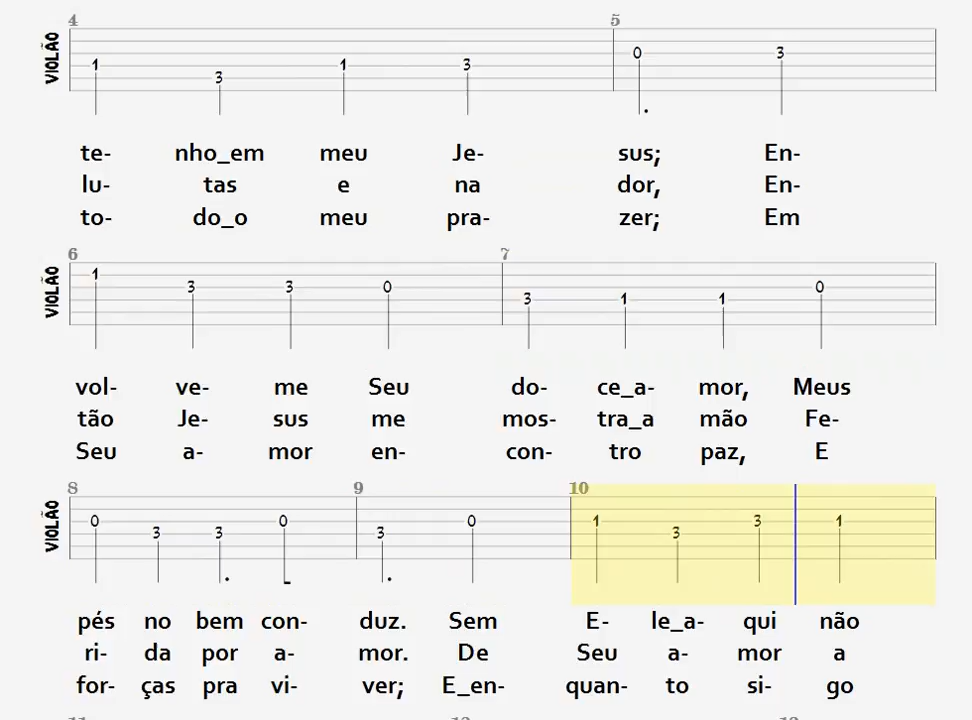 4 5
VIOLÃO 1 3 1 3 0 3
te- nho_em meu Je- sus; En-
lu- tas e na dor, En-
to- do_o meu pra- zer; Em
6 7
VIOLÃO 1 3 3 0 3 1 1 0
vol- ve- me Seu do- ce_a- mor, Meus
tão Je- sus me mos- tra_a mão Fe-
Seu a- mor en- con- tro paz, E
8 9 10
VIOLÃO 0 3 3 0 3 0 1 3 3 1
pés no bem con- duz. Sem E- le_a- qui não
ri- da por a- mor. De Seu a- mor a
for- ças pra vi- ver; E_en- quan- to si- go